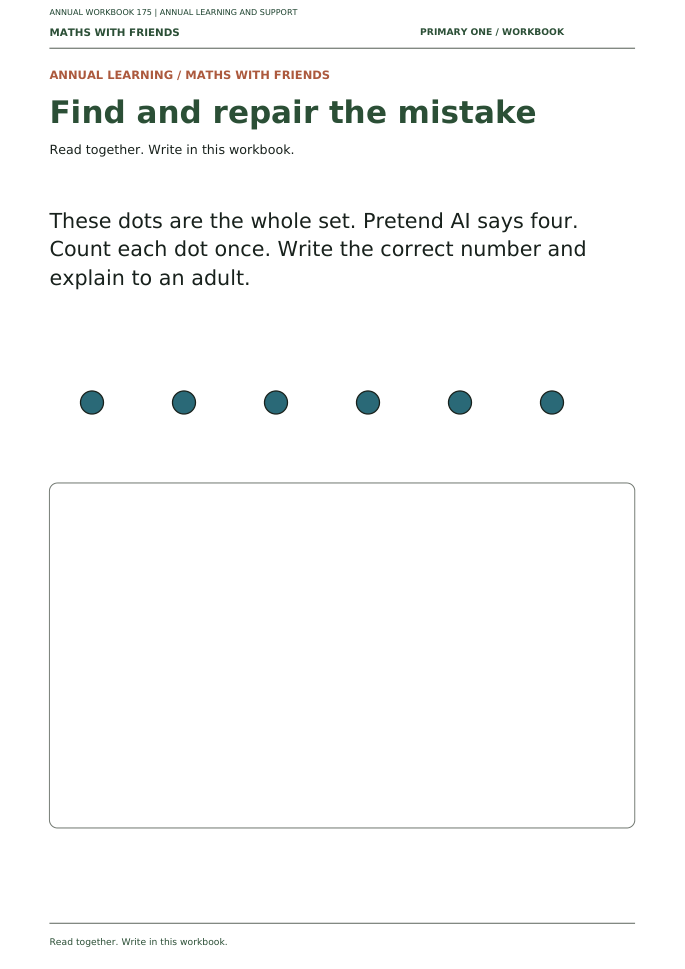 ANNUAL WORKBOOK 175 | ANNUAL LEARNING AND SUPPORT
MATHS WITH FRIENDS
PRIMARY ONE / WORKBOOK
ANNUAL LEARNING / MATHS WITH FRIENDS
Find and repair the mistake
Read together. Write in this workbook.
These dots are the whole set. Pretend AI says four.
Count each dot once. Write the correct number and
explain to an adult.
Read together. Write in this workbook.